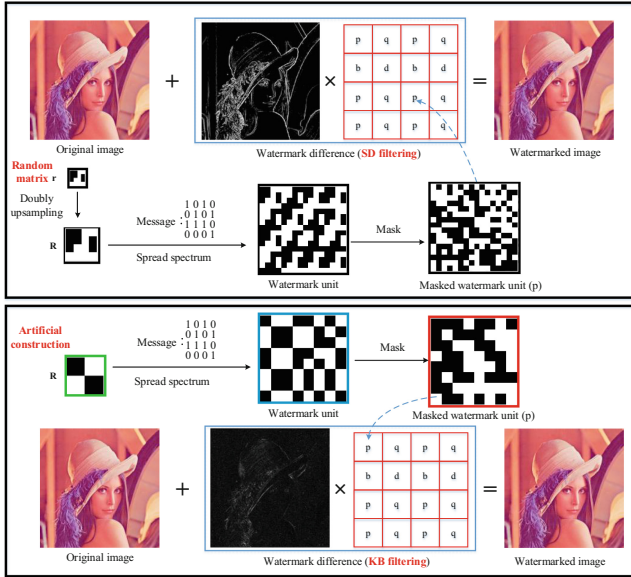 p q p q
b d b d
p q p q
p q p q
+ × =
Original image
Watermark difference (SD filtering)
Watermarked image
Random
matrix r
Doubly
upsampling
R
Message :
1 0 1 0
0 1 0 1
1 1 1 0
0 0 0 1
Spread spectrum
Mask
Watermark unit
Masked watermark unit (p)
Artificial
construction
R
Message :
1 0 1 0
0 1 0 1
1 1 1 0
0 0 0 1
Spread spectrum
Mask
Watermark unit
Masked watermark unit (p)
p q p q
b d b d
p q p q
p q p q
+ × =
Original image
Watermark difference (KB filtering)
Watermarked image